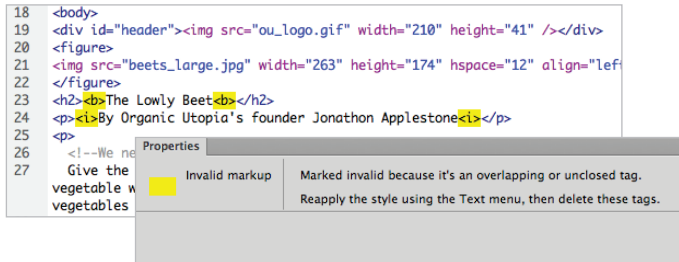 18 <body>
19 <div id="header"><img src="ou_logo.gif" width="210" height="41" /></div>
20 <figure>
21 <img src="beets_large.jpg" width="263" height="174" hspace="12" align="left
22 </figure>
23 <h2><b>The Lowly Beet<b></h2>
24 <p><i>By Organic Utopia's founder Jonathon Applestone<i></p>
25 <p>
26 <!--We ne
27 Give the
vegetable w
vegetables
Properties
Invalid markup
Marked invalid because it's an overlapping or unclosed tag.
Reapply the style using the Text menu, then delete these tags.